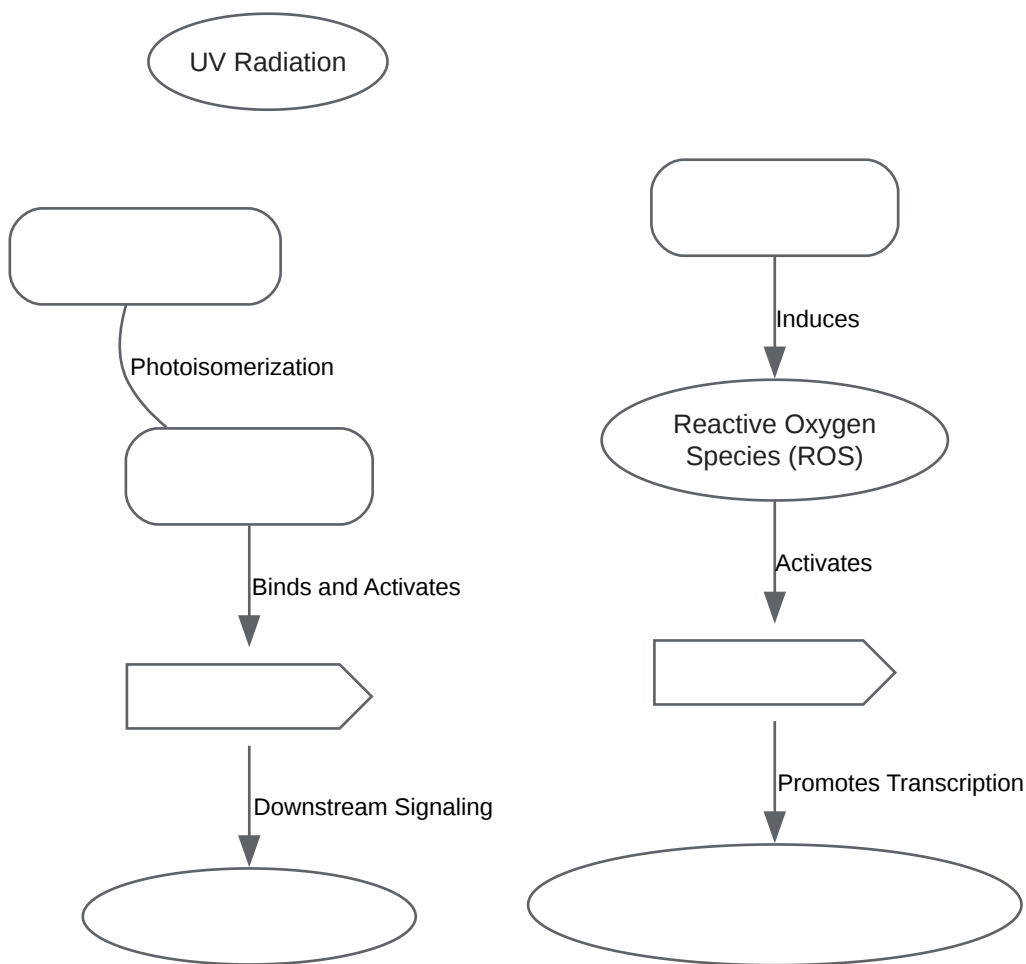 UV Radiation
Induces
Photoisomerization
Reactive Oxygen
Species (ROS)
Activates
Binds and Activates
Promotes Transcription
Downstream Signaling